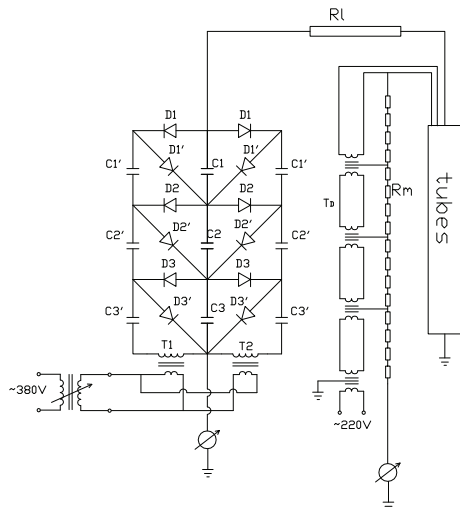 Rl
D1 D1
D1' D1'
C1' C1 C1'
D2 D2
TD Rm
tubes
D2' D2'
C2' C2 C2'
D3 D3
D3' D3'
C3' C3 C3'
T1 T2
~380V
~220V